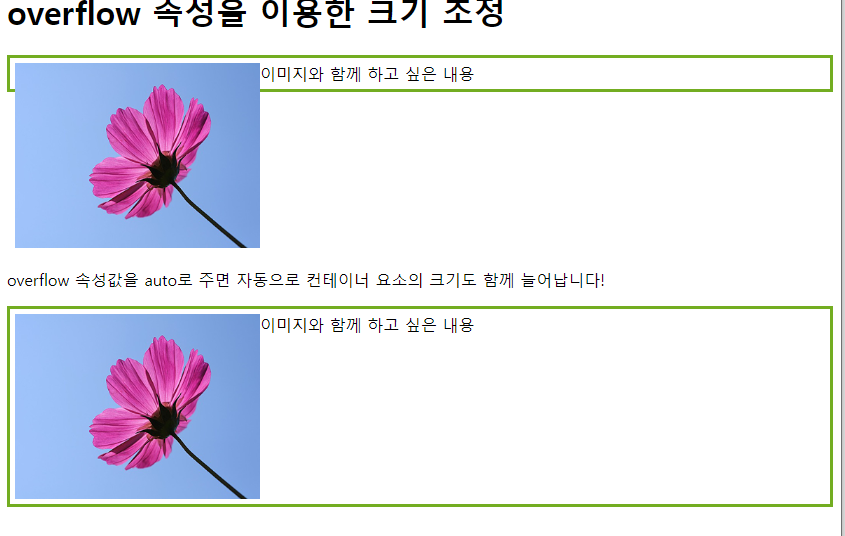 overflow 속성을 이용한 크기 조정
이미지와 함께 하고 싶은 내용
overflow 속성값을 auto로 주면 자동으로 컨테이너 요소의 크기도 함께 늘어납니다!
이미지와 함께 하고 싶은 내용